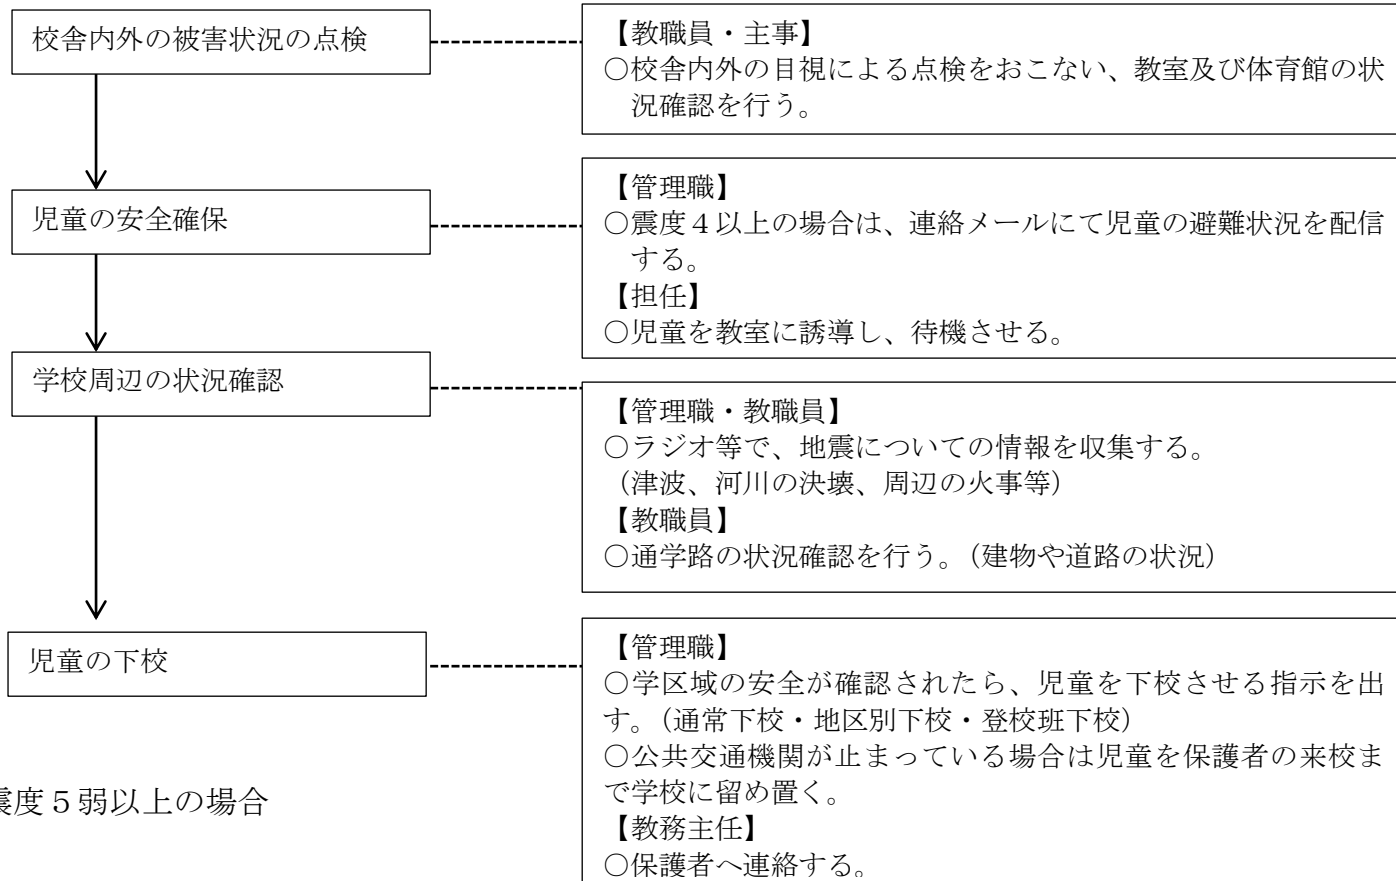 校舎内外の被害状況の点検
【教職員・主事】
○校舎内外の目視による点検をおこない、教室及び体育館の状
況確認を行う。
児童の安全確保
【管理職】
○震度４以上の場合は、連絡メールにて児童の避難状況を配信
する。
【担任】
○児童を教室に誘導し、待機させる。
学校周辺の状況確認
【管理職・教職員】
○ラジオ等で、地震についての情報を収集する。
（津波、河川の決壊、周辺の火事等）
【教職員】
○通学路の状況確認を行う。（建物や道路の状況）
児童の下校
【管理職】
○学区域の安全が確認されたら、児童を下校させる指示を出
す。（通常下校・地区別下校・登校班下校）
○公共交通機関が止まっている場合は児童を保護者の来校ま
で学校に留め置く。
【教務主任】
○保護者へ連絡する。
震度５弱以上の場合